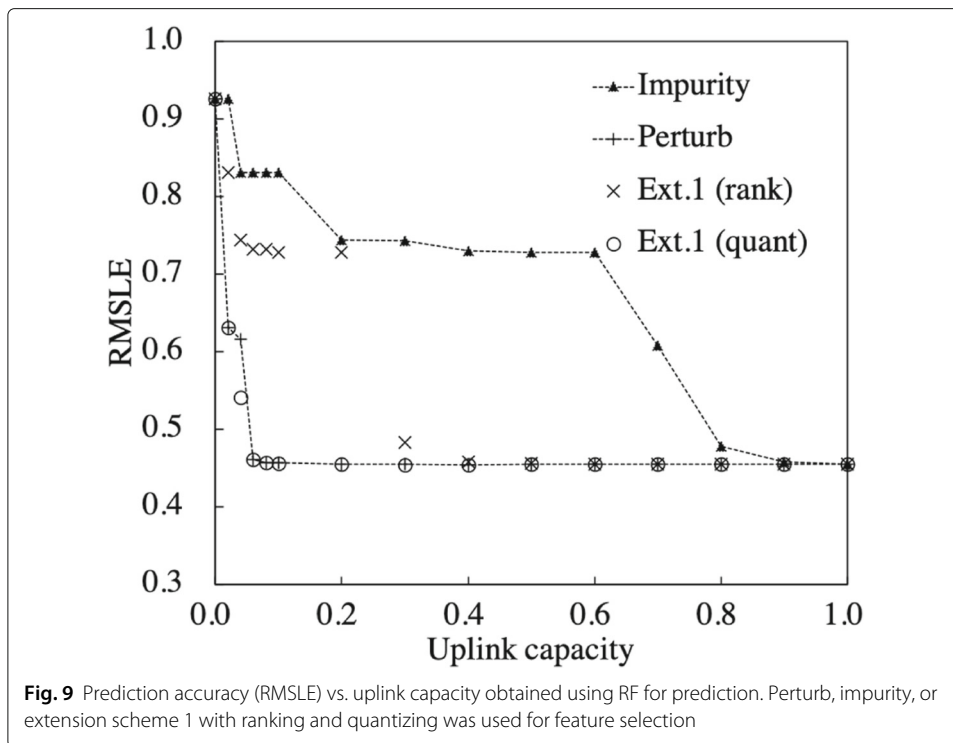 1.0
0.9
0.8
0.7
0.6
0.5
0.4
0.3
RMSLE
Impurity
Perturb
Ext.1 (rank)
Ext.1 (quant)
0.0 0.2 0.4 0.6 0.8 1.0
Uplink capacity
Fig. 9 Prediction accuracy (RMSLE) vs. uplink capacity obtained using RF for prediction. Perturb, impurity, or
extension scheme 1 with ranking and quantizing was used for feature selection